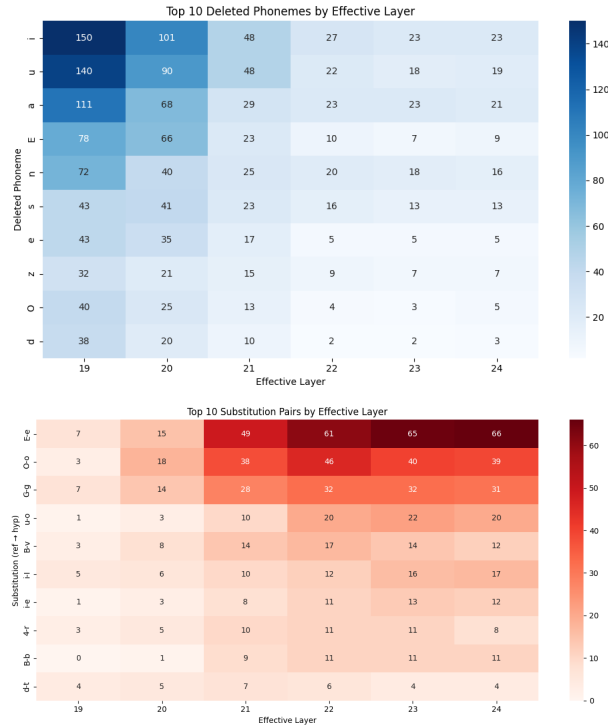 Top 10 Deleted Phonemes by Effective Layer
Deleted Phoneme
i 150 101 48 27 23 23
u 140 90 48 22 18 19
a 111 68 29 23 23 21
E 78 66 23 10 7 9
n 72 40 25 20 18 16
s 43 41 23 16 13 13
e 43 35 17 5 5 5
z 32 21 15 9 7 7
O 40 25 13 4 3 5
d 38 20 10 2 2 3
19 20 21 22 23 24
Effective Layer
140
120
100
80
60
40
20
Top 10 Substitution Pairs by Effective Layer
Substitution (ref → hyp)
E-e 7 15 49 61 65 66
O-o 3 18 38 46 40 39
G-g 7 14 28 32 32 31
u-o 1 3 10 20 22 20
B-v 3 8 14 17 14 12
5 6 10 12 16 17
i-e 1 3 8 11 13 12
4-r 3 5 10 11 11 8
B-b 0 1 9 11 11 11
d-t 4 5 7 6 4 4
19 20 21 22 23 24
Effective Layer
60
50
40
30
20
10
0